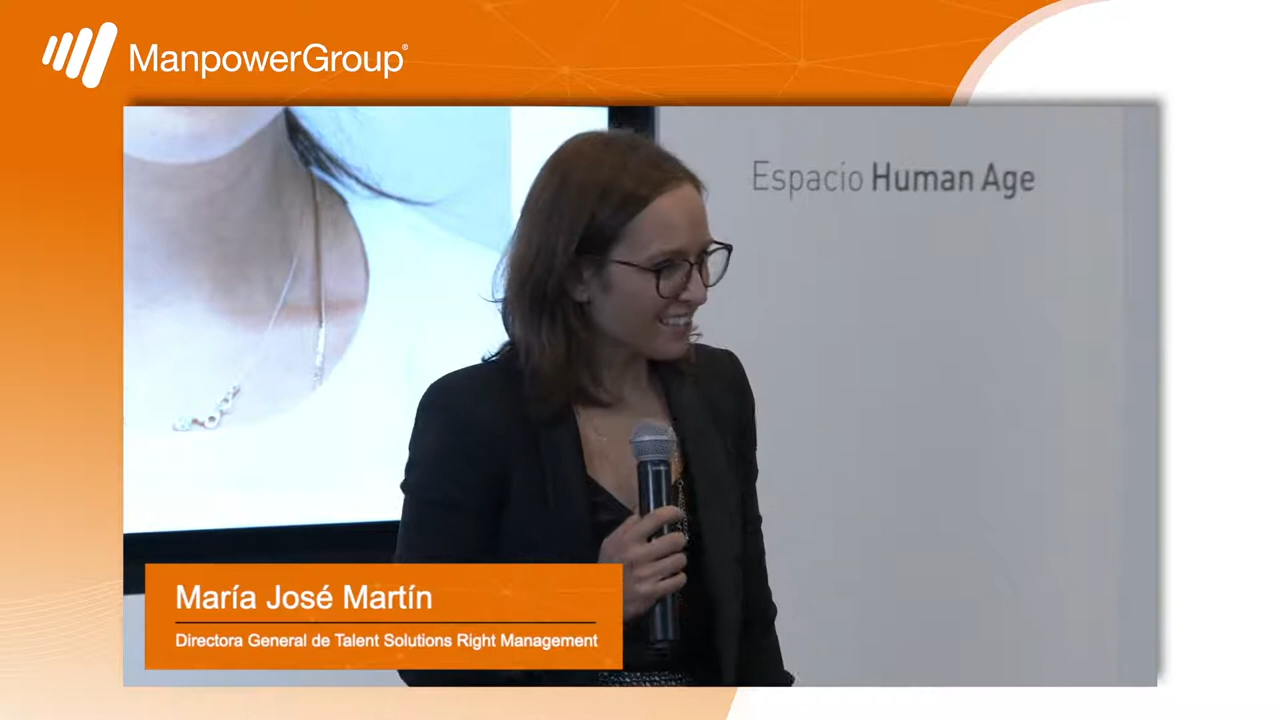 ManpowerGroup®
Espacio Human Age
María José Martín
Directora General de Talent Solutions Right Management